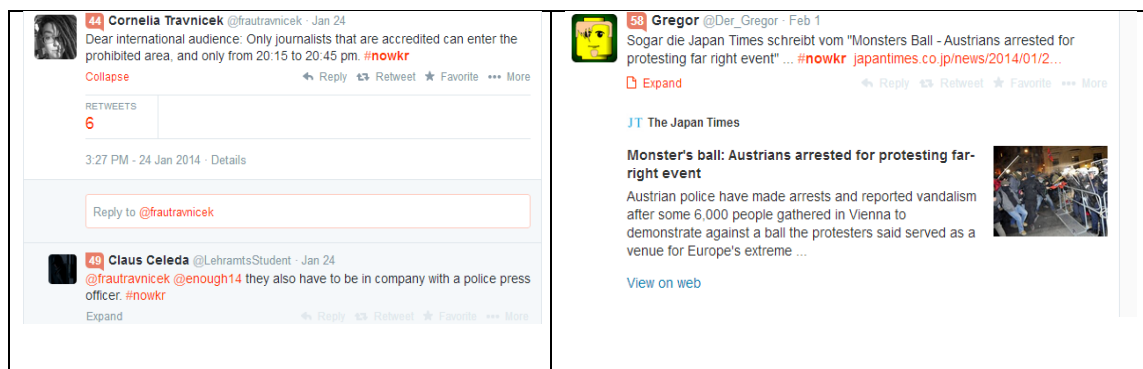 44 Cornelia Travnicek @frautravnicek · Jan 24
Dear international audience: Only journalists that are accredited can enter the
prohibited area, and only from 20:15 to 20:45 pm. #nowkr
Collapse Reply Retweet Favorite More
RETWEETS
6
3:27 PM - 24 Jan 2014 · Details
Reply to @frautravnicek
49 Claus Celeda @LehramtsStudent · Jan 24
@frautravnicek @enough14 they also have to be in company with a police press
officer. #nowkr
Expand Reply Retweet Favorite More
58 Gregor @Der_Gregor · Feb 1
Sogar die Japan Times schreibt vom "Monsters Ball - Austrians arrested for
protesting far right event" ... #nowkr japantimes.co.jp/news/2014/01/2...
Expand Reply Retweet Favorite More
JT The Japan Times
Monster's ball: Austrians arrested for protesting far-
right event
Austrian police have made arrests and reported vandalism
after some 6,000 people gathered in Vienna to
demonstrate against a ball the protesters said served as a
venue for Europe's extreme ...
View on web